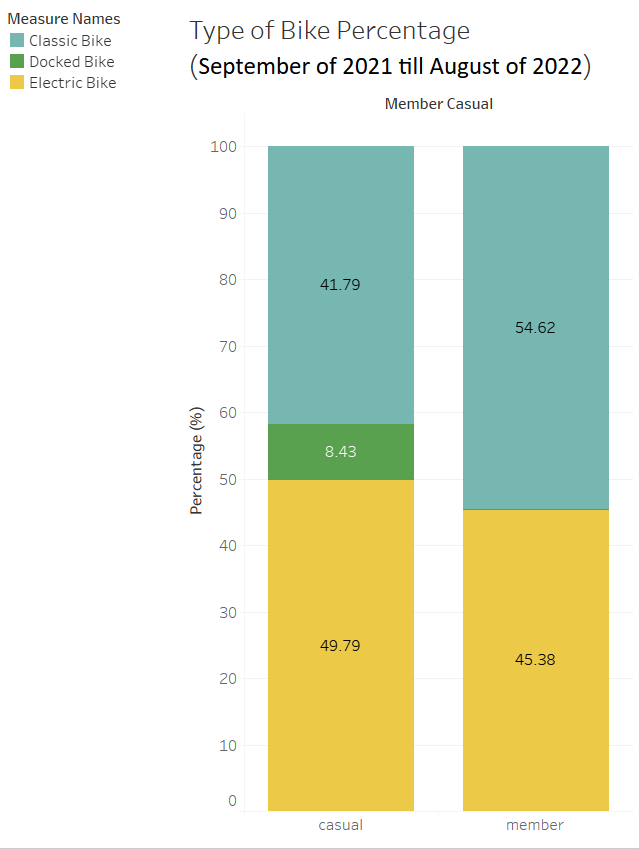 Measure Names
Classic Bike
Docked Bike
Electric Bike
Type of Bike Percentage
(September of 2021 till August of 2022)
Member Casual
Percentage (%)
100
90
80
70
60
50
40
30
20
10
0
41.79
8.43
49.79
54.62
45.38
casual
member